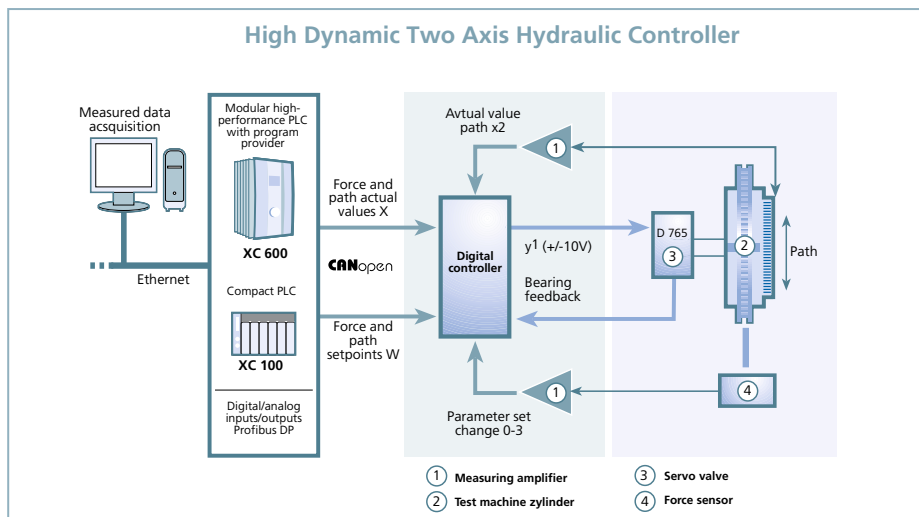 High Dynamic Two Axis Hydraulic Controller
Measured data
acsquisition
Ethernet
Modular high-
performance PLC
with program
provider
XC 600
Compact PLC
XC 100
Digital/analog
inputs/outputs
Profibus DP
Force and
path actual
values X
CANopen
Force and
path
setpoints W
Avtual value
path x2
1
Digital
controller
y1 (+/-10V)
Bearing
feedback
D 765
3
2
Path
1
4
Parameter set
change 0-3
1 Measuring amplifier
2 Test machine zylinder
3 Servo valve
4 Force sensor